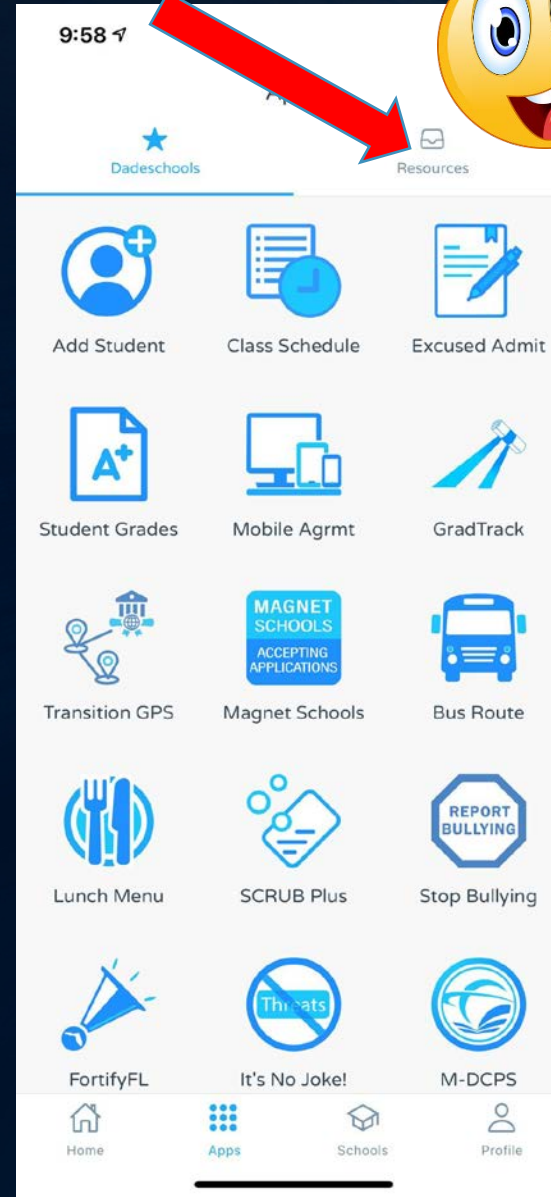 9:58
Dadeschools Resources
Add Student Class Schedule Excused Admit
A+
Student Grades Mobile Agrmt GradTrack
MAGNET
SCHOOLS
ACCEPTING
APPLICATIONS
Transition GPS Magnet Schools Bus Route
REPORT
BULLYING
Lunch Menu SCRUB Plus Stop Bullying
Threats
FortifyFL It's No Joke! M-DCPS
Home Apps Schools Profile